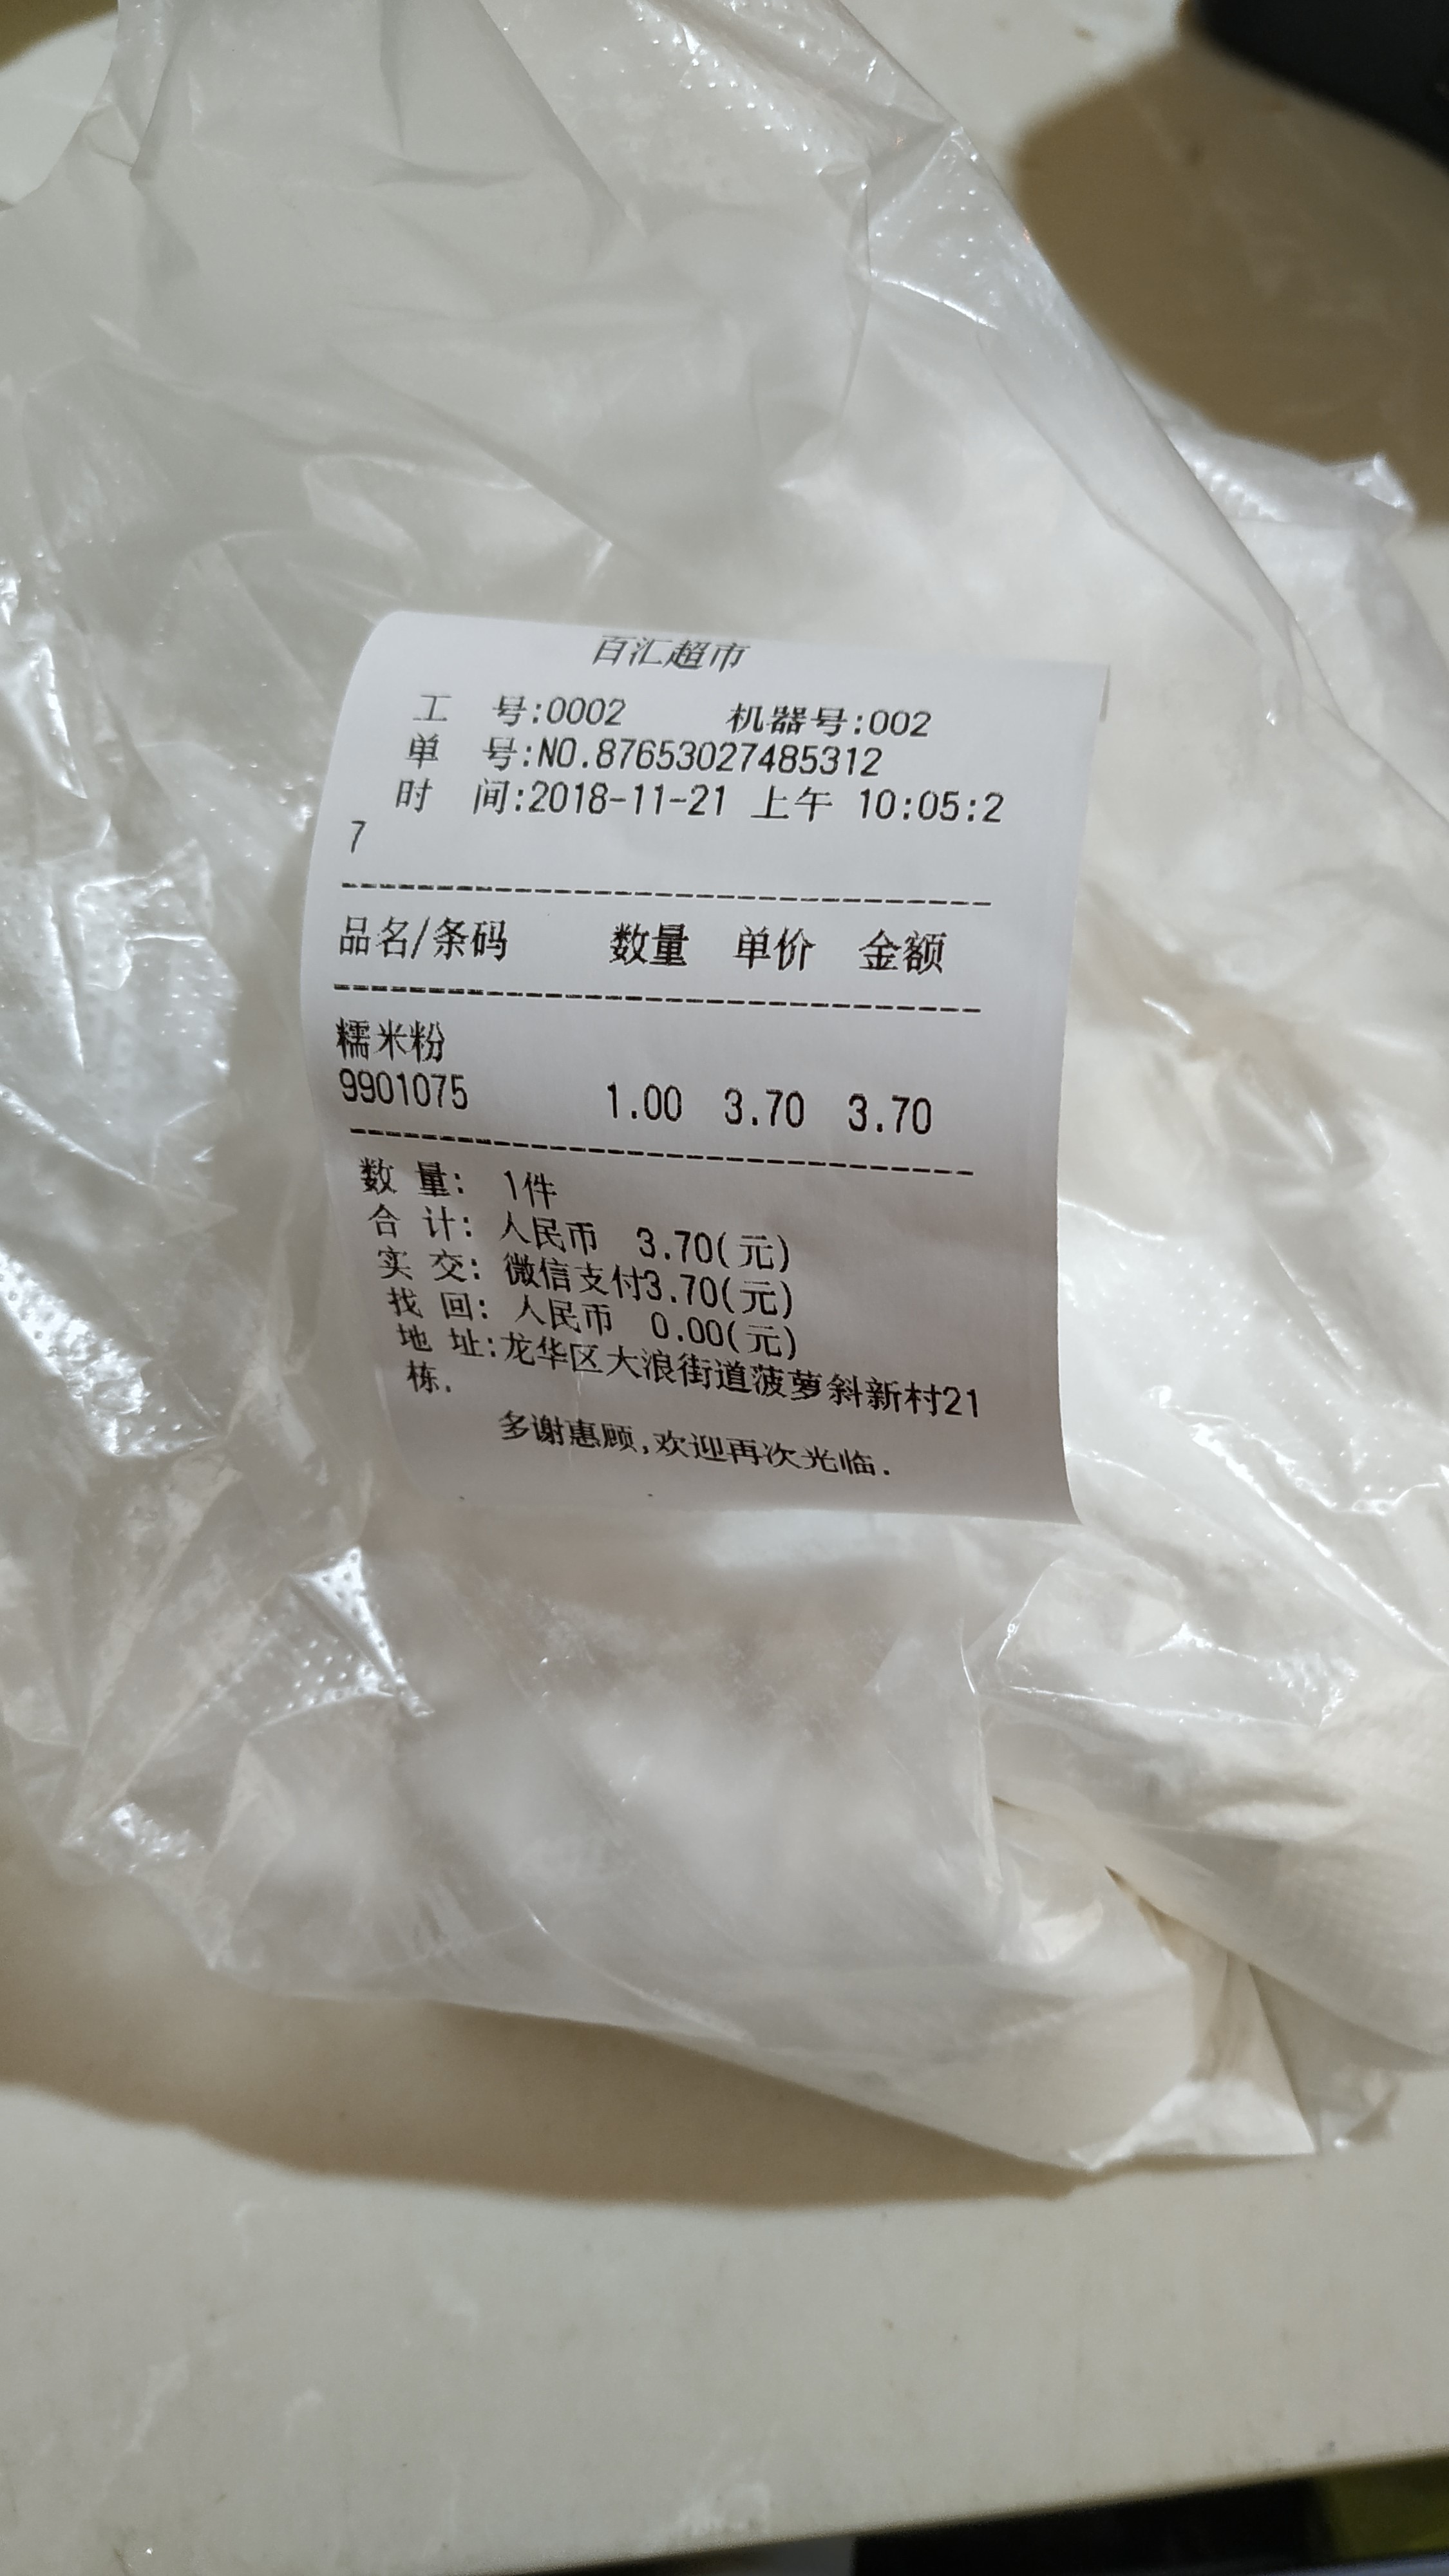 百汇超市
工 号:0002 机器号:002
单 号:NO.87653027485312
时 间:2018-11-21 上午 10:05:2
7
--------------------------------
品名/条码 数量 单价 金额
--------------------------------
糯米粉
9901075 1.00 3.70 3.70
--------------------------------
数 量: 1件
合 计: 人民币 3.70(元)
实 交: 微信支付3.70(元)
找 回: 人民币 0.00(元)
地 址:龙华区大浪街道菠萝斜新村21
栋.
多谢惠顾,欢迎再次光临.